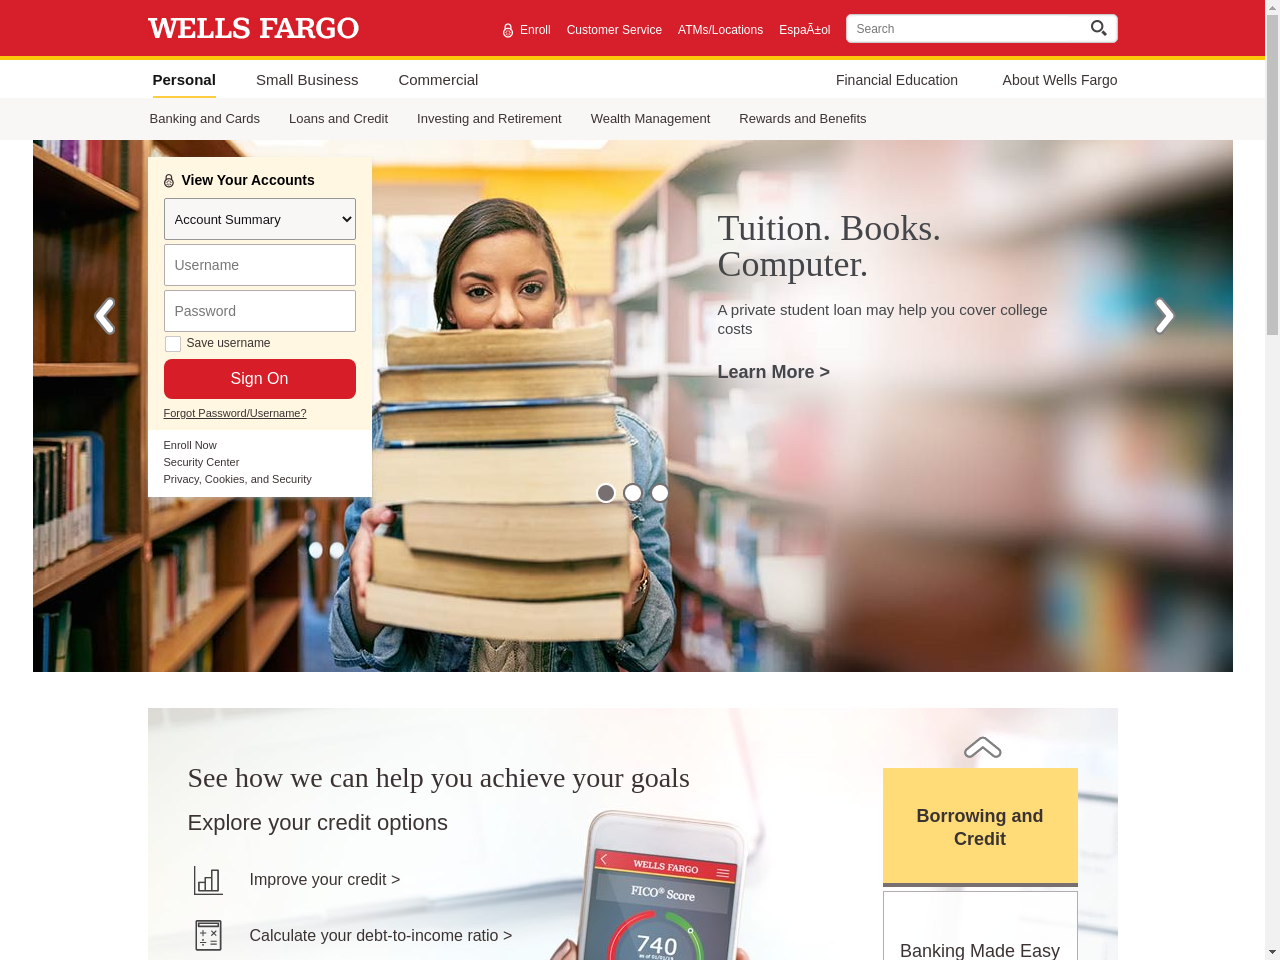 WELLS FARGO
Enroll
Customer Service
ATMs/Locations
EspaÃ±ol
Search
Personal
Small Business
Commercial
Financial Education
About Wells Fargo
Banking and Cards
Loans and Credit
Investing and Retirement
Wealth Management
Rewards and Benefits
View Your Accounts
Account Summary
Username
Password
Save username
Sign On
Forgot Password/Username?
Enroll Now
Security Center
Privacy, Cookies, and Security
Tuition. Books.
Computer.
A private student loan may help you cover college
costs
Learn More >
See how we can help you achieve your goals
Explore your credit options
Improve your credit >
Calculate your debt-to-income ratio >
WELLS FARGO
FICO® Score
740
as of 01/01/19
Borrowing and
Credit
Banking Made Easy